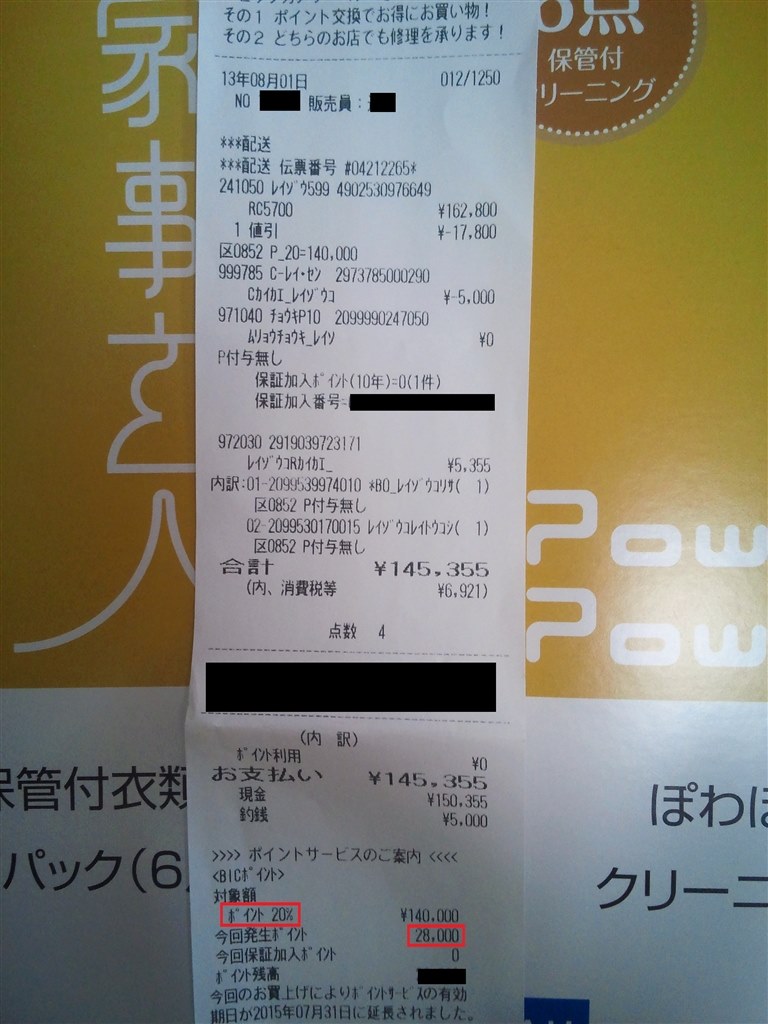 その1 ポイント交換でお得にお買い物!
その2 どちらのお店でも修理を承ります!
13年08月01日 012/1250
NO 販売員:
***配送
***配送 伝票番号 #04212265*
241050 レイゾウ599 4902530976649
RC5700 ¥162,800
1 値引 ¥-17,800
区0852 P_20=140,000
999785 C-レイ・セン 2973785000290
Cカイカエ_レイゾウコ ¥-5,000
971040 チョウキP10 2099990247050
ムリョウチョウキ_レイゾ ¥0
P付与無し
保証加入ポイント(10年)=0(1件)
保証加入番号=
972030 2919039723171
レイゾウコRカイカエ_ ¥5,355
内訳:01-2099539974010 *BO_レイゾウコリサ( 1)
区0852 P付与無し
02-2099530170015 レイゾウコレイトウコシ( 1)
区0852 P付与無し
合計 ¥145,355
(内、消費税等 ¥6,921)
点数 4
(内 訳)
ポイント利用 ¥0
お支払い ¥145,355
現金 ¥150,355
釣銭 ¥5,000
>>>> ポイントサービスのご案内 <<<<
<BICポイント>
対象額
ポイント 20% ¥140,000
今回発生ポイント 28,000
今回保証加入ポイント 0
ポイント残高
今回のお買上げによりポイントサービスの有効
期日か2015年07月31日に延長されました。
家事さ
点
保管付
リーニング
保管付衣類
パック(6
ぽわぽ
クリーニ